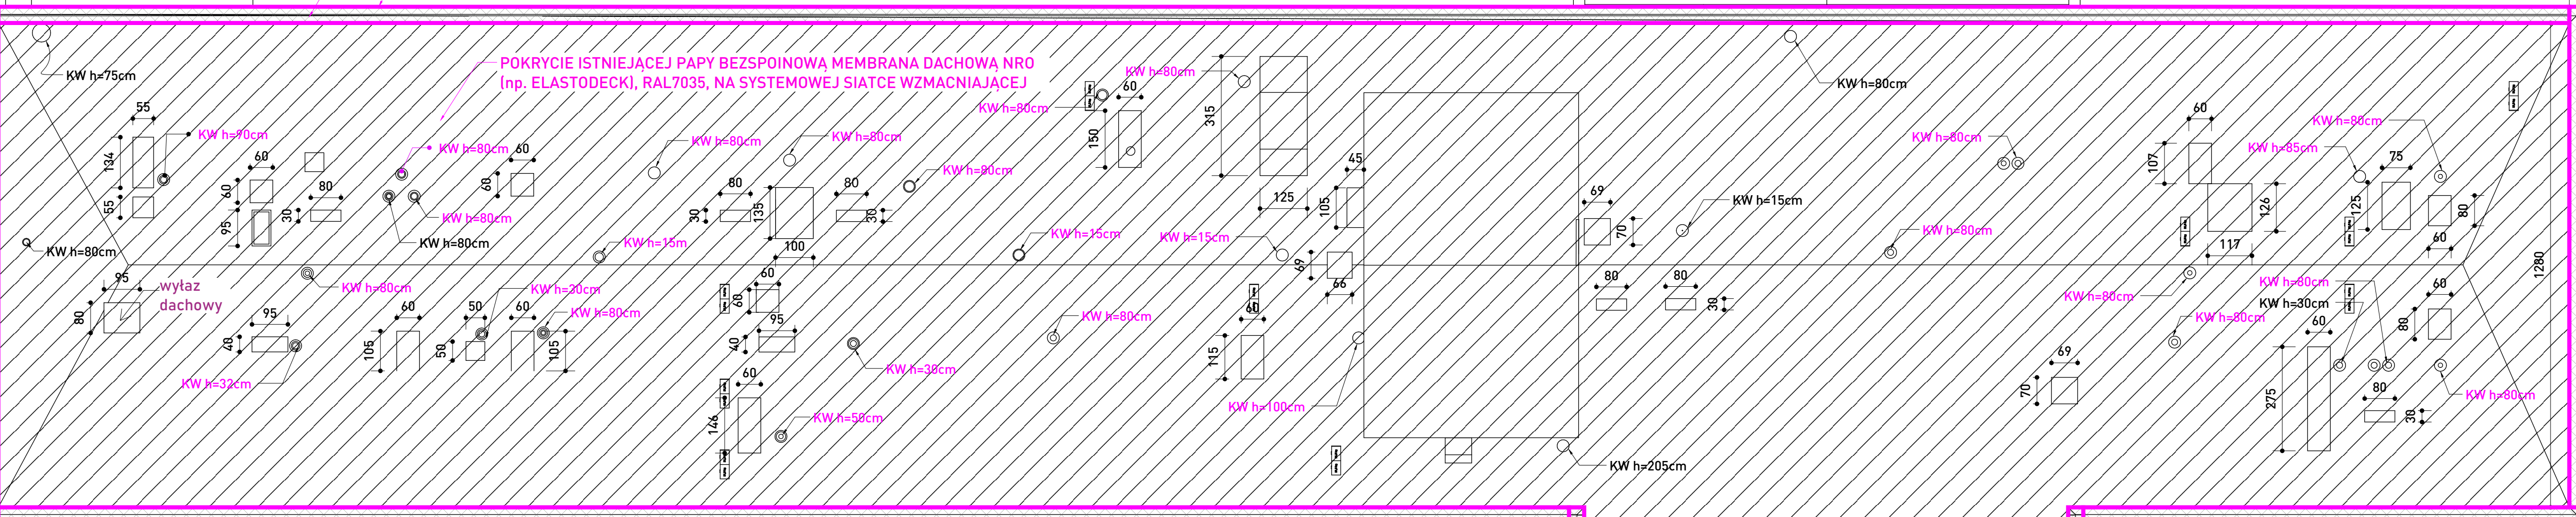 POKRYCIE ISTNIEJĄCEJ PAPY BEZSPOINOWĄ MEMBRANĄ DACHOWĄ NRO
(np. ELASTODECK), RAL7035, NA SYSTEMOWEJ SIATCE WZMACNIAJĄCEJ
KW h=75cm
55
134
KW h=90cm
55
60
60
95
80
30
KW h=80cm
KW h=80cm
KW h=80cm
60
60
KW h=80cm
95
80
wyłaz
dachowy
KW h=80cm
95
40
KW h=32cm
60
105
50
50
KW h=30cm
60
105
KW h=80cm
KW h=15m
KW h=80cm
KW h=80cm
80
30
135
100
80
30
KW h=80cm
60
60
95
40
KW h=30cm
60
146
KW h=50cm
KW h=15cm
KW h=80cm
KW h=80cm
60
150
KW h=80cm
315
125
45
105
KW h=15cm
69
66
60
115
KW h=100cm
KW h=205cm
69
70
KW h=15cm
80
80
30
KW h=80cm
KW h=80cm
KW h=80cm
60
107
126
117
KW h=80cm
KW h=80cm
69
70
KW h=85cm
KW h=80cm
75
125
80
60
KW h=80cm
KW h=30cm
60
275
60
80
80
30
KW h=80cm
1280